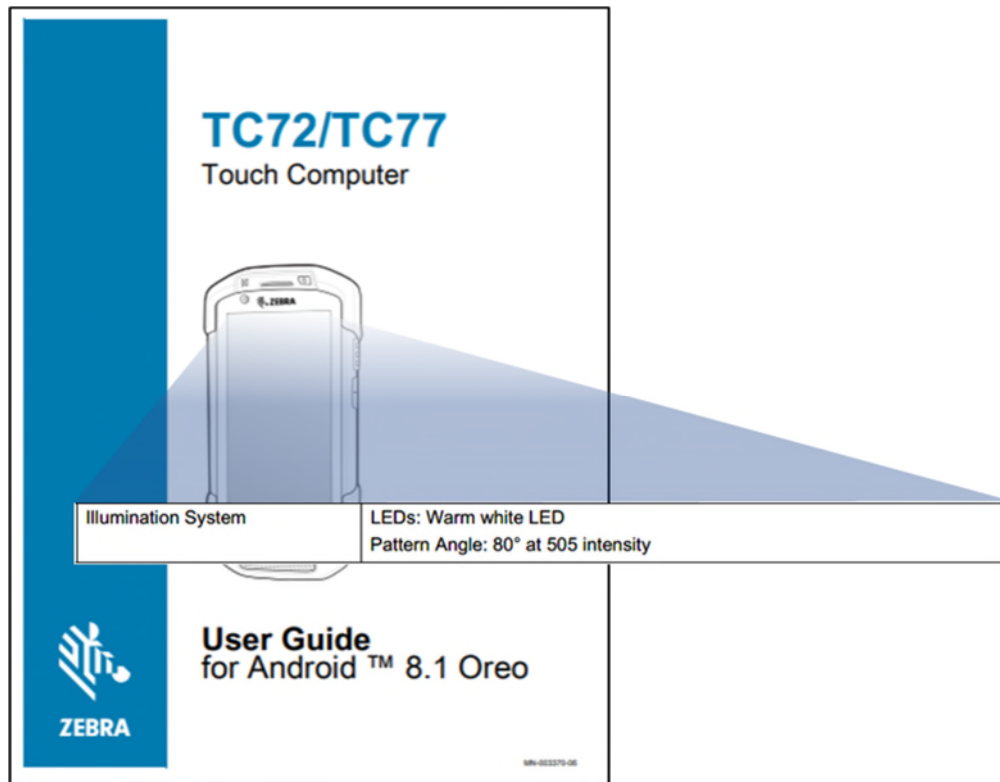 TC72/TC77
Touch Computer
ZEBRA
Illumination System
LEDs: Warm white LED
Pattern Angle: 80° at 505 intensity
User Guide
for Android ™ 8.1 Oreo
ZEBRA
MN-003370-06